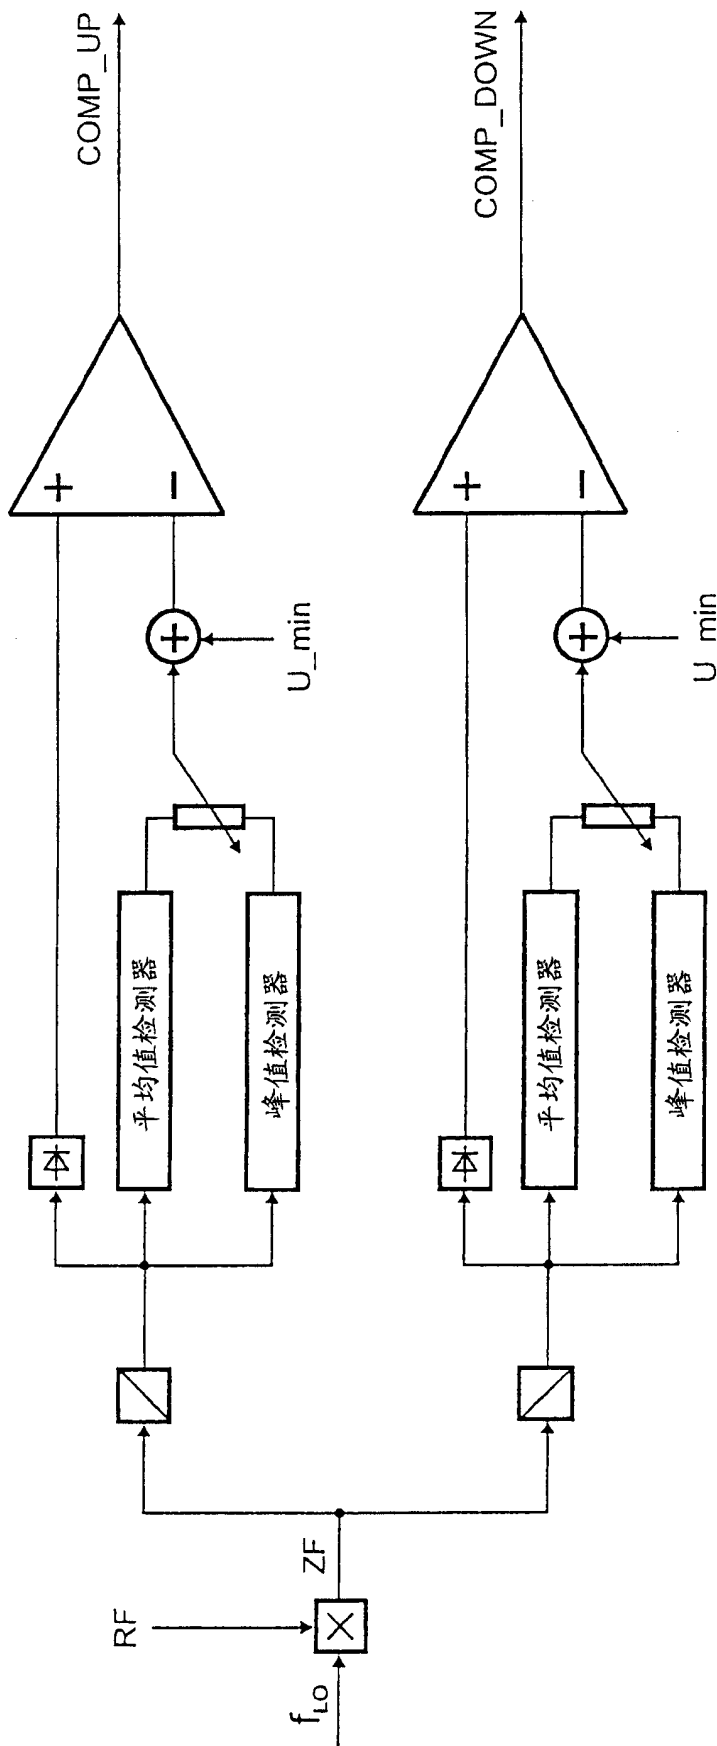 COMP_UP
COMP_DOWN
+
−
+
−
+
U_min
+
U_min
平均值检测器
峰值检测器
平均值检测器
峰值检测器
ZF
RF
f_LO